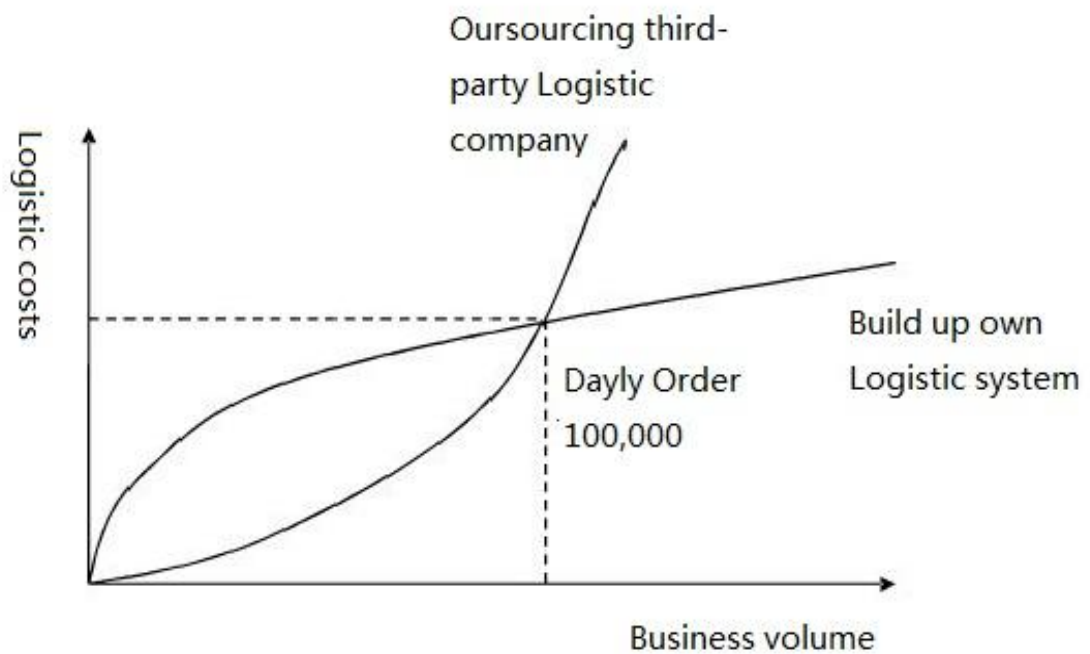 Oursourcing third-
party Logistic
company
Logistic costs
Build up own
Logistic system
Dayly Order
100,000
Business volume